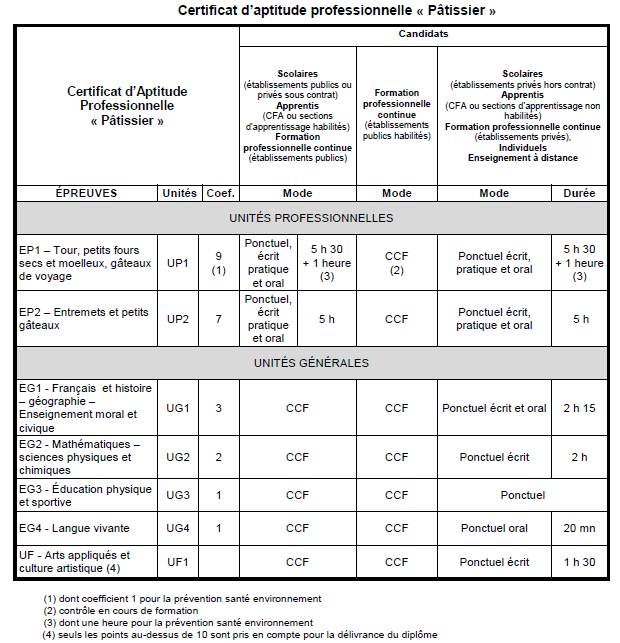 Certificat d'aptitude professionnelle « Pâtissier »
Certificat d'Aptitude
Professionnelle
« Pâtissier »
Candidats
Scolaires
(établissements publics ou
privés sous contrat)
Apprentis
(CFA ou sections
d'apprentissage habilités)
Formation
professionnelle continue
(établissements publics)
Formation
professionnelle
continue
(établissements
publics habilités)
Scolaires
(établissements privés hors contrat)
Apprentis
(CFA ou sections d'apprentissage non
habilités)
Formation professionnelle continue
(établissements privés),
Individuels
Enseignement à distance
ÉPREUVES Unités Coef. Mode Mode Mode Durée
UNITÉS PROFESSIONNELLES
EP1 – Tour, petits fours
secs et moelleux, gâteaux
de voyage
UP1
9
(1)
Ponctuel,
écrit
pratique
et oral
5 h 30
+ 1 heure
(3)
CCF
(2)
Ponctuel écrit,
pratique et oral
5 h 30
+ 1 heure
(3)
EP2 – Entremets et petits
gâteaux
UP2
7
Ponctuel,
écrit
pratique
et oral
5 h
CCF
Ponctuel écrit,
pratique et oral
5 h
UNITÉS GÉNÉRALES
EG1 - Français et histoire
– géographie –
Enseignement moral et
civique
UG1
3
CCF
CCF
Ponctuel écrit et oral
2 h 15
EG2 - Mathématiques –
sciences physiques et
chimiques
UG2
2
CCF
CCF
Ponctuel écrit
2 h
EG3 - Éducation physique
et sportive
UG3
1
CCF
CCF
Ponctuel
EG4 - Langue vivante
UG4
1
CCF
CCF
Ponctuel oral
20 mn
UF - Arts appliqués et
culture artistique (4)
UF1
CCF
CCF
Ponctuel écrit
1 h 30
(1) dont coefficient 1 pour la prévention santé environnement
(2) contrôle en cours de formation
(3) dont une heure pour la prévention santé environnement
(4) seuls les points au-dessus de 10 sont pris en compte pour la délivrance du diplôme